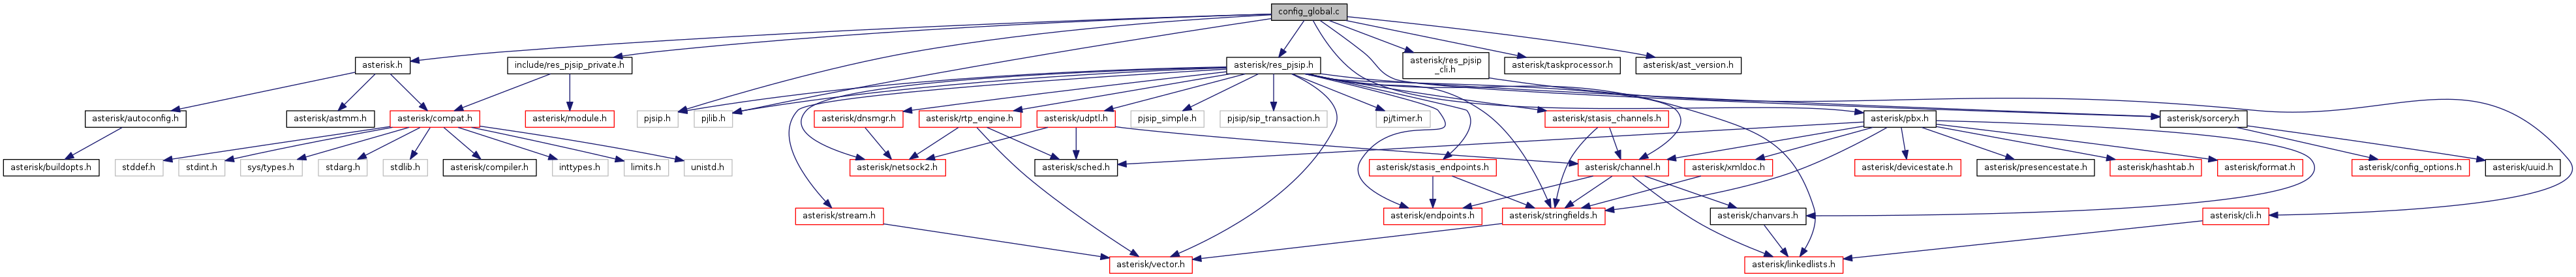 config_global.c
asterisk.h
include/res_pjsip_private.h
asterisk/res_pjsip.h
asterisk/res_pjsip
_cli.h
asterisk/taskprocessor.h
asterisk/ast_version.h
asterisk/autoconfig.h
asterisk/astmm.h
asterisk/compat.h
asterisk/module.h
pjsip.h
pjlib.h
asterisk/dnsmgr.h
asterisk/rtp_engine.h
asterisk/udptl.h
pjsip_simple.h
pjsip/sip_transaction.h
pj/timer.h
asterisk/stasis_channels.h
asterisk/pbx.h
asterisk/sorcery.h
asterisk/buildopts.h
stddef.h
stdint.h
sys/types.h
stdarg.h
stdlib.h
asterisk/compiler.h
inttypes.h
limits.h
unistd.h
asterisk/netsock2.h
asterisk/sched.h
asterisk/stasis_endpoints.h
asterisk/channel.h
asterisk/xmldoc.h
asterisk/devicestate.h
asterisk/presencestate.h
asterisk/hashtab.h
asterisk/format.h
asterisk/config_options.h
asterisk/uuid.h
asterisk/stream.h
asterisk/endpoints.h
asterisk/stringfields.h
asterisk/chanvars.h
asterisk/cli.h
asterisk/vector.h
asterisk/linkedlists.h